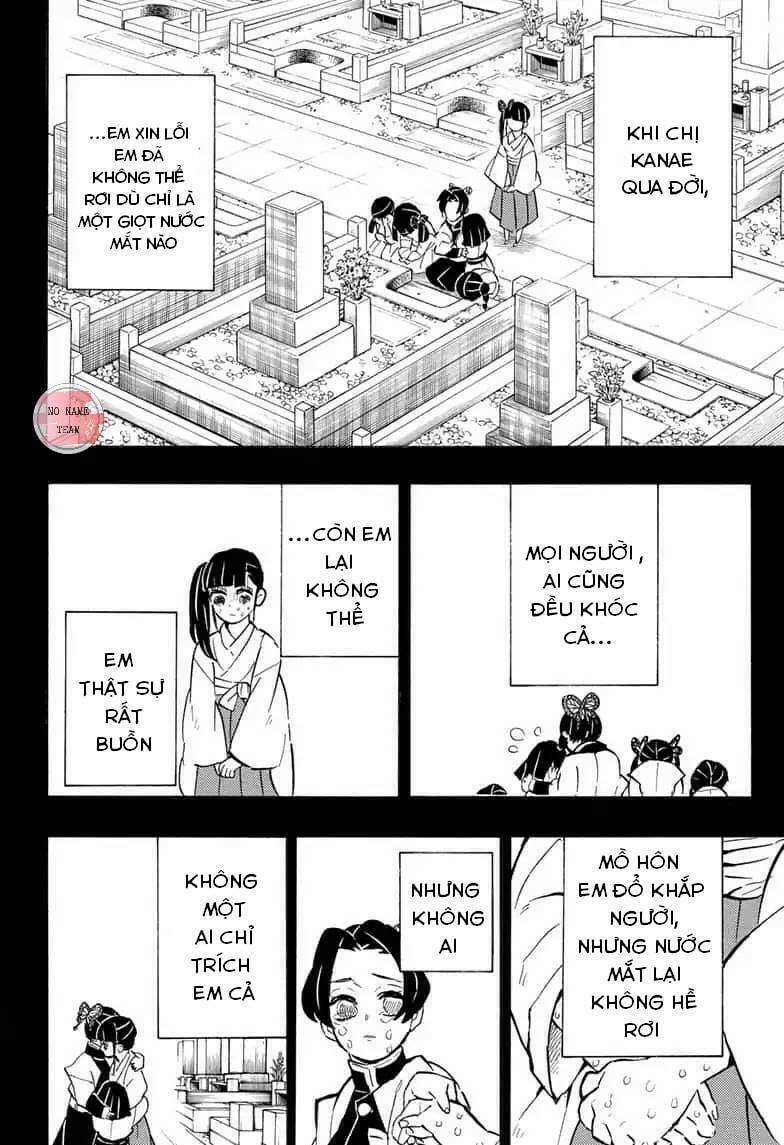 KHI CHỊ
KANAE
QUA ĐỜI,
...EM XIN LỖI
EM ĐÃ
KHÔNG THỂ
RƠI DÙ CHỈ LÀ
MỘT GIỌT NƯỚC
MẮT NÀO
NO NAME
TEAM
MỌI NGƯỜI ,
AI CŨNG
ĐỀU KHÓC
CẢ...
...CÒN EM
LẠI
KHÔNG
THỂ
EM
THẬT SỰ
RẤT
BUỒN
MỒ HÔN
EM ĐỔ KHẮP
NGƯỜI,
NHƯNG NƯỚC
MẮT LẠI
KHÔNG HỀ
RƠI
NHƯNG
KHÔNG
AI
KHÔNG
MỘT
AI CHỈ
TRÍCH
EM CẢ